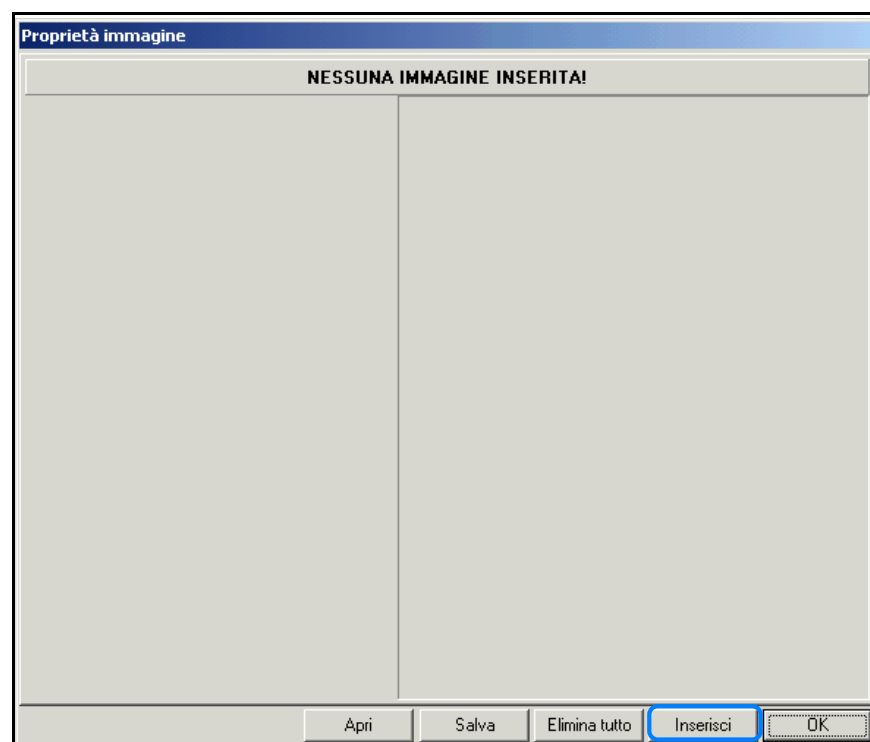 Proprietà immagine
NESSUNA IMMAGINE INSERITA!
Apri Salva Elimina tutto Inserisci OK